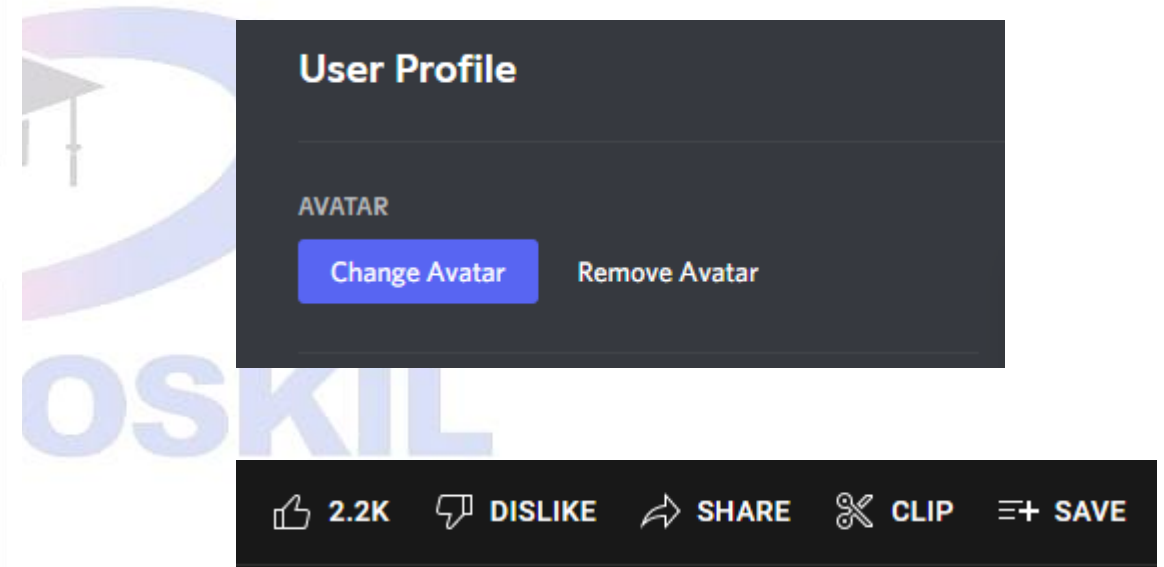 User Profile
AVATAR
Change Avatar Remove Avatar
OSKIL
2.2K DISLIKE SHARE CLIP SAVE